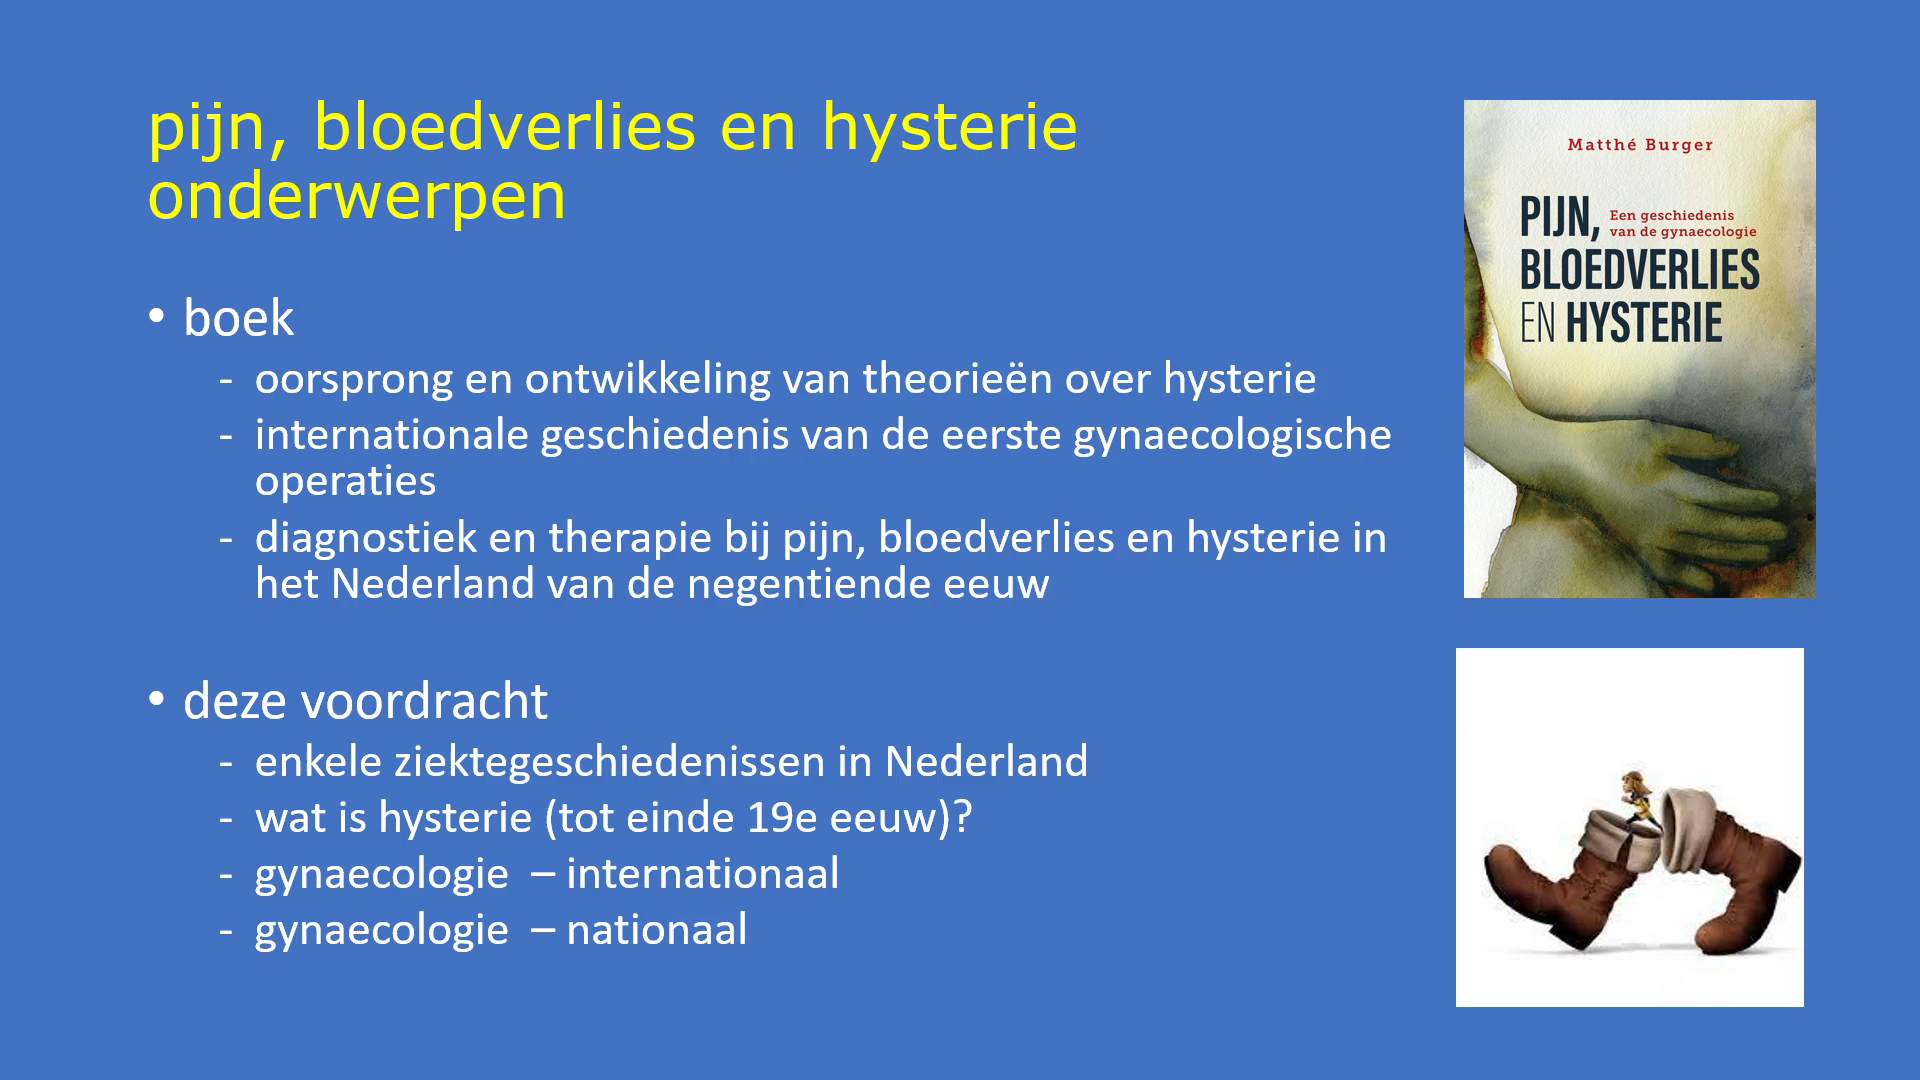 pijn, bloedverlies en hysterie
onderwerpen
• boek
- oorsprong en ontwikkeling van theorieën over hysterie
- internationale geschiedenis van de eerste gynaecologische
operaties
- diagnostiek en therapie bij pijn, bloedverlies en hysterie in
het Nederland van de negentiende eeuw
• deze voordracht
- enkele ziektegeschiedenissen in Nederland
- wat is hysterie (tot einde 19e eeuw)?
- gynaecologie – internationaal
- gynaecologie – nationaal
Matthé Burger
PIJN,
Een geschiedenis
van de gynaecologie
BLOEDVERLIES
EN HYSTERIE